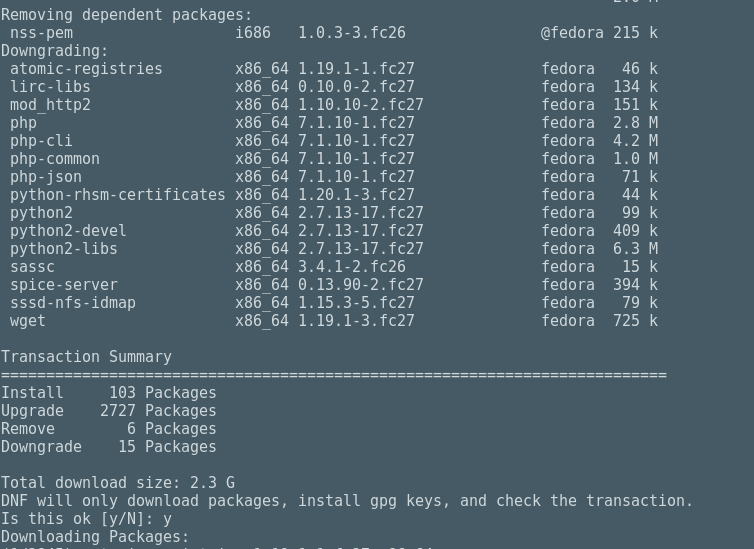 Removing dependent packages:
nss-pem i686 1.0.3-3.fc26 @fedora 215 k
Downgrading:
atomic-registries x86_64 1.19.1-1.fc27 fedora 46 k
lirc-libs x86_64 0.10.0-2.fc27 fedora 134 k
mod_http2 x86_64 1.10.10-2.fc27 fedora 151 k
php x86_64 7.1.10-1.fc27 fedora 2.8 M
php-cli x86_64 7.1.10-1.fc27 fedora 4.2 M
php-common x86_64 7.1.10-1.fc27 fedora 1.0 M
php-json x86_64 7.1.10-1.fc27 fedora 71 k
python-rhsm-certificates x86_64 1.20.1-3.fc27 fedora 44 k
python2 x86_64 2.7.13-17.fc27 fedora 99 k
python2-devel x86_64 2.7.13-17.fc27 fedora 409 k
python2-libs x86_64 2.7.13-17.fc27 fedora 6.3 M
sassc x86_64 3.4.1-2.fc26 fedora 15 k
spice-server x86_64 0.13.90-2.fc27 fedora 394 k
sssd-nfs-idmap x86_64 1.15.3-5.fc27 fedora 79 k
wget x86_64 1.19.1-3.fc27 fedora 725 k
Transaction Summary
==========================================================================
Install 103 Packages
Upgrade 2727 Packages
Remove 6 Packages
Downgrade 15 Packages
Total download size: 2.3 G
DNF will only download packages, install gpg keys, and check the transaction.
Is this ok [y/N]: y
Downloading Packages: